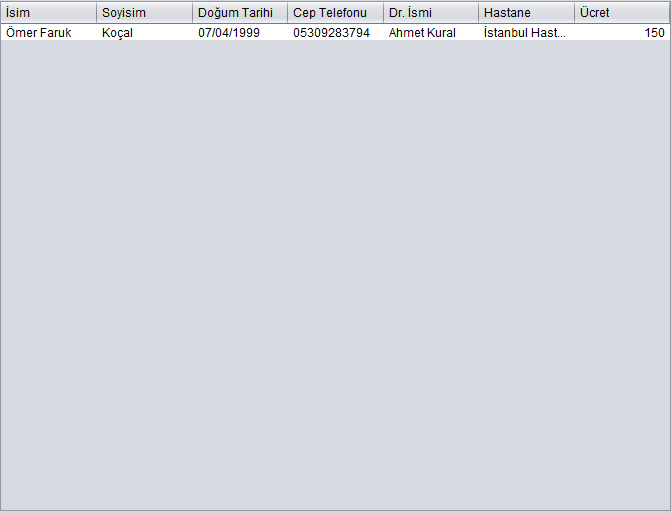 İsim Soyisim Doğum Tarihi Cep Telefonu Dr. İsmi Hastane Ücret
Ömer Faruk Koçal 07/04/1999 05309283794 Ahmet Kural İstanbul Hast... 150